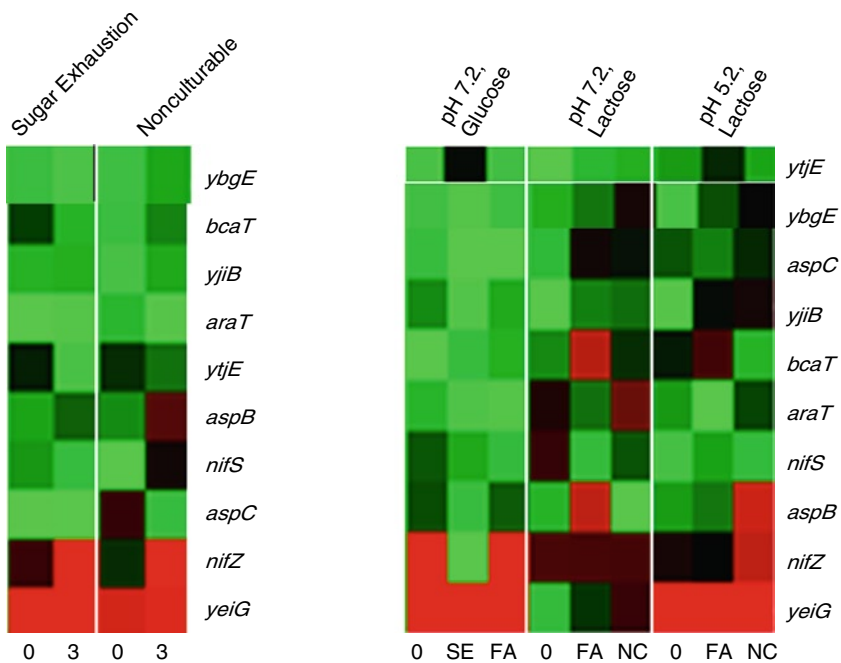 Sugar Exhaustion
Nonculturable
ybgE
bcaT
yjiB
araT
ytjE
aspB
nifS
aspC
nifZ
yeiG
0 3 0 3
pH 7.2,
Glucose
pH 7.2,
Lactose
pH 5.2,
Lactose
ytjE
ybgE
aspC
yjiB
bcaT
araT
nifS
aspB
nifZ
yeiG
0 SE FA 0 FA NC 0 FA NC